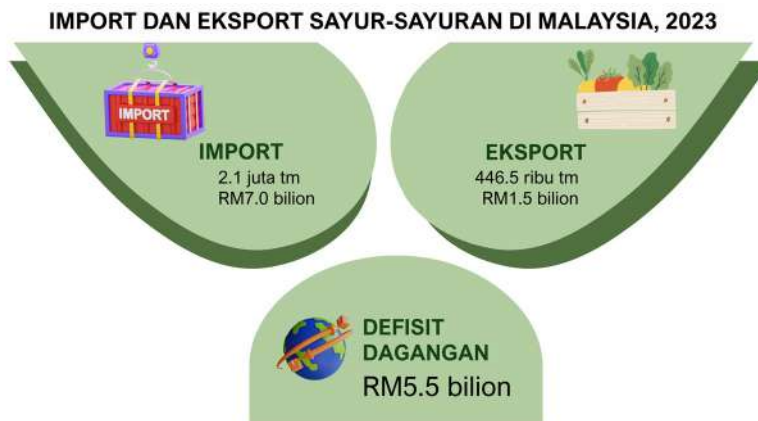 IMPORT DAN EKSPORT SAYUR-SAYURAN DI MALAYSIA, 2023
IMPORT
IMPORT
2.1 juta tm
RM7.0 bilion
EKSPORT
446.5 ribu tm
RM1.5 bilion
DEFISIT
DAGANGAN
RM5.5 bilion